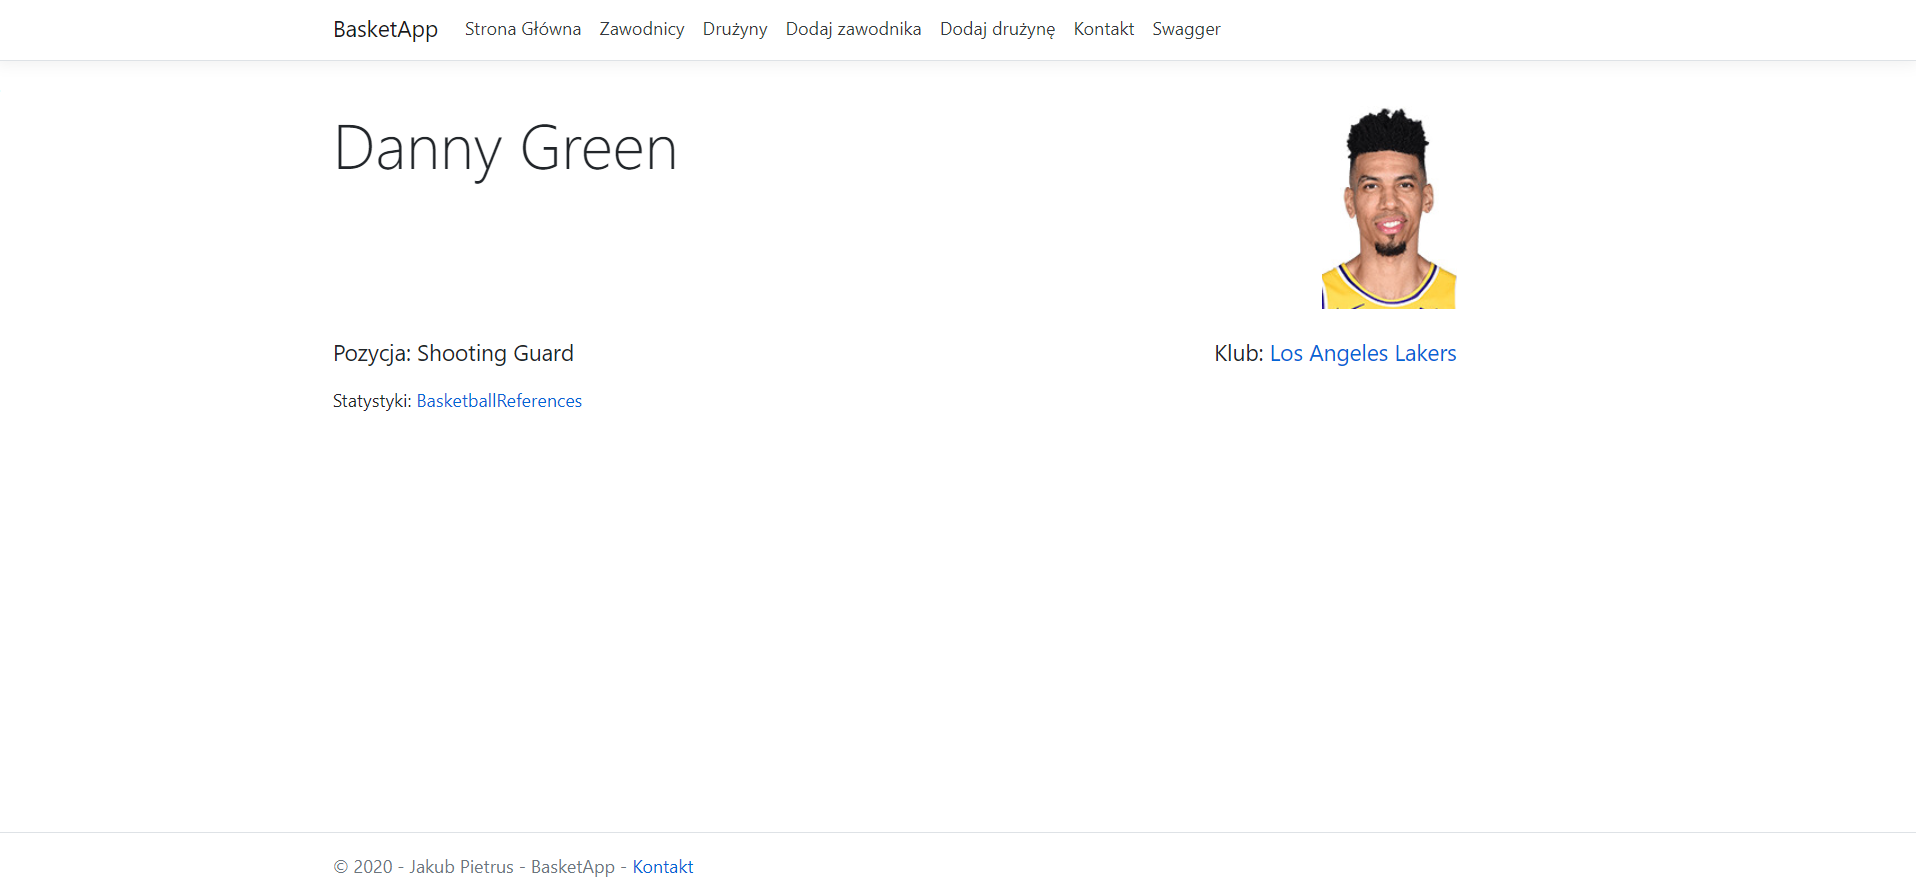 BasketApp Strona Główna Zawodnicy Drużyny Dodaj zawodnika Dodaj drużynę Kontakt Swagger
Danny Green
Pozycja: Shooting Guard Klub: Los Angeles Lakers
Statystyki: BasketballReferences
© 2020 - Jakub Pietrus - BasketApp - Kontakt